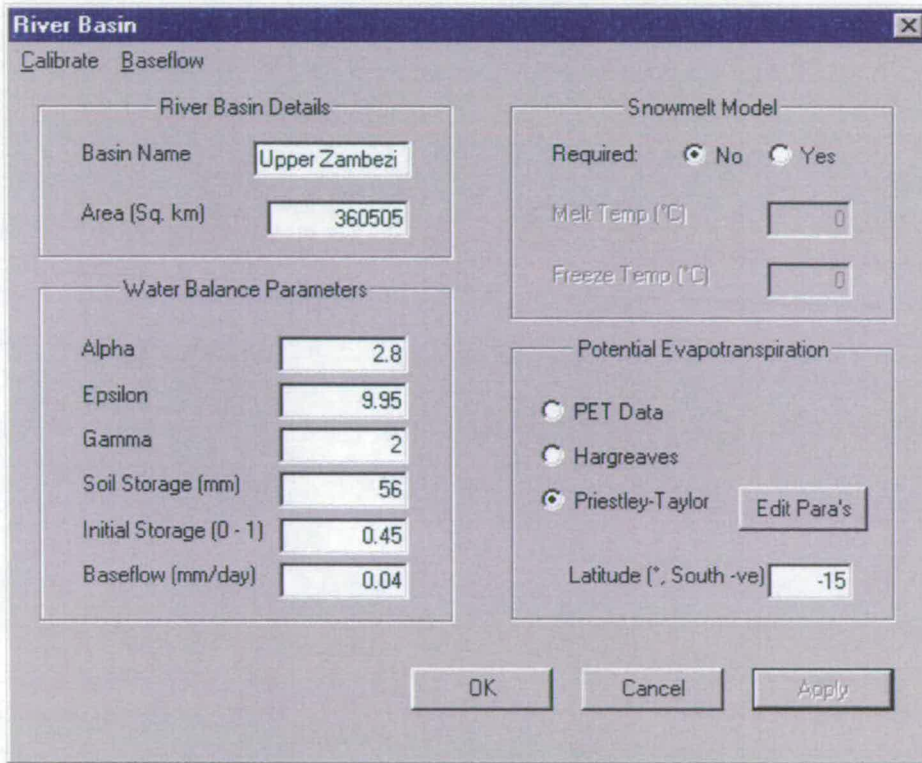 River Basin
Calibrate Baseflow
River Basin Details
Basin Name Upper Zambezi
Area (Sq. km) 360505
Water Balance Parameters
Alpha 2.8
Epsilon 9.95
Gamma 2
Soil Storage (mm) 56
Initial Storage (0 - 1) 0.45
Baseflow (mm/day) 0.04
Snowmelt Model
Required: No Yes
Melt Temp (°C) 0
Freeze Temp (°C) 0
Potential Evapotranspiration
PET Data
Hargreaves
Priestley-Taylor Edit Para's
Latitude (°, South -ve) -15
OK Cancel Apply